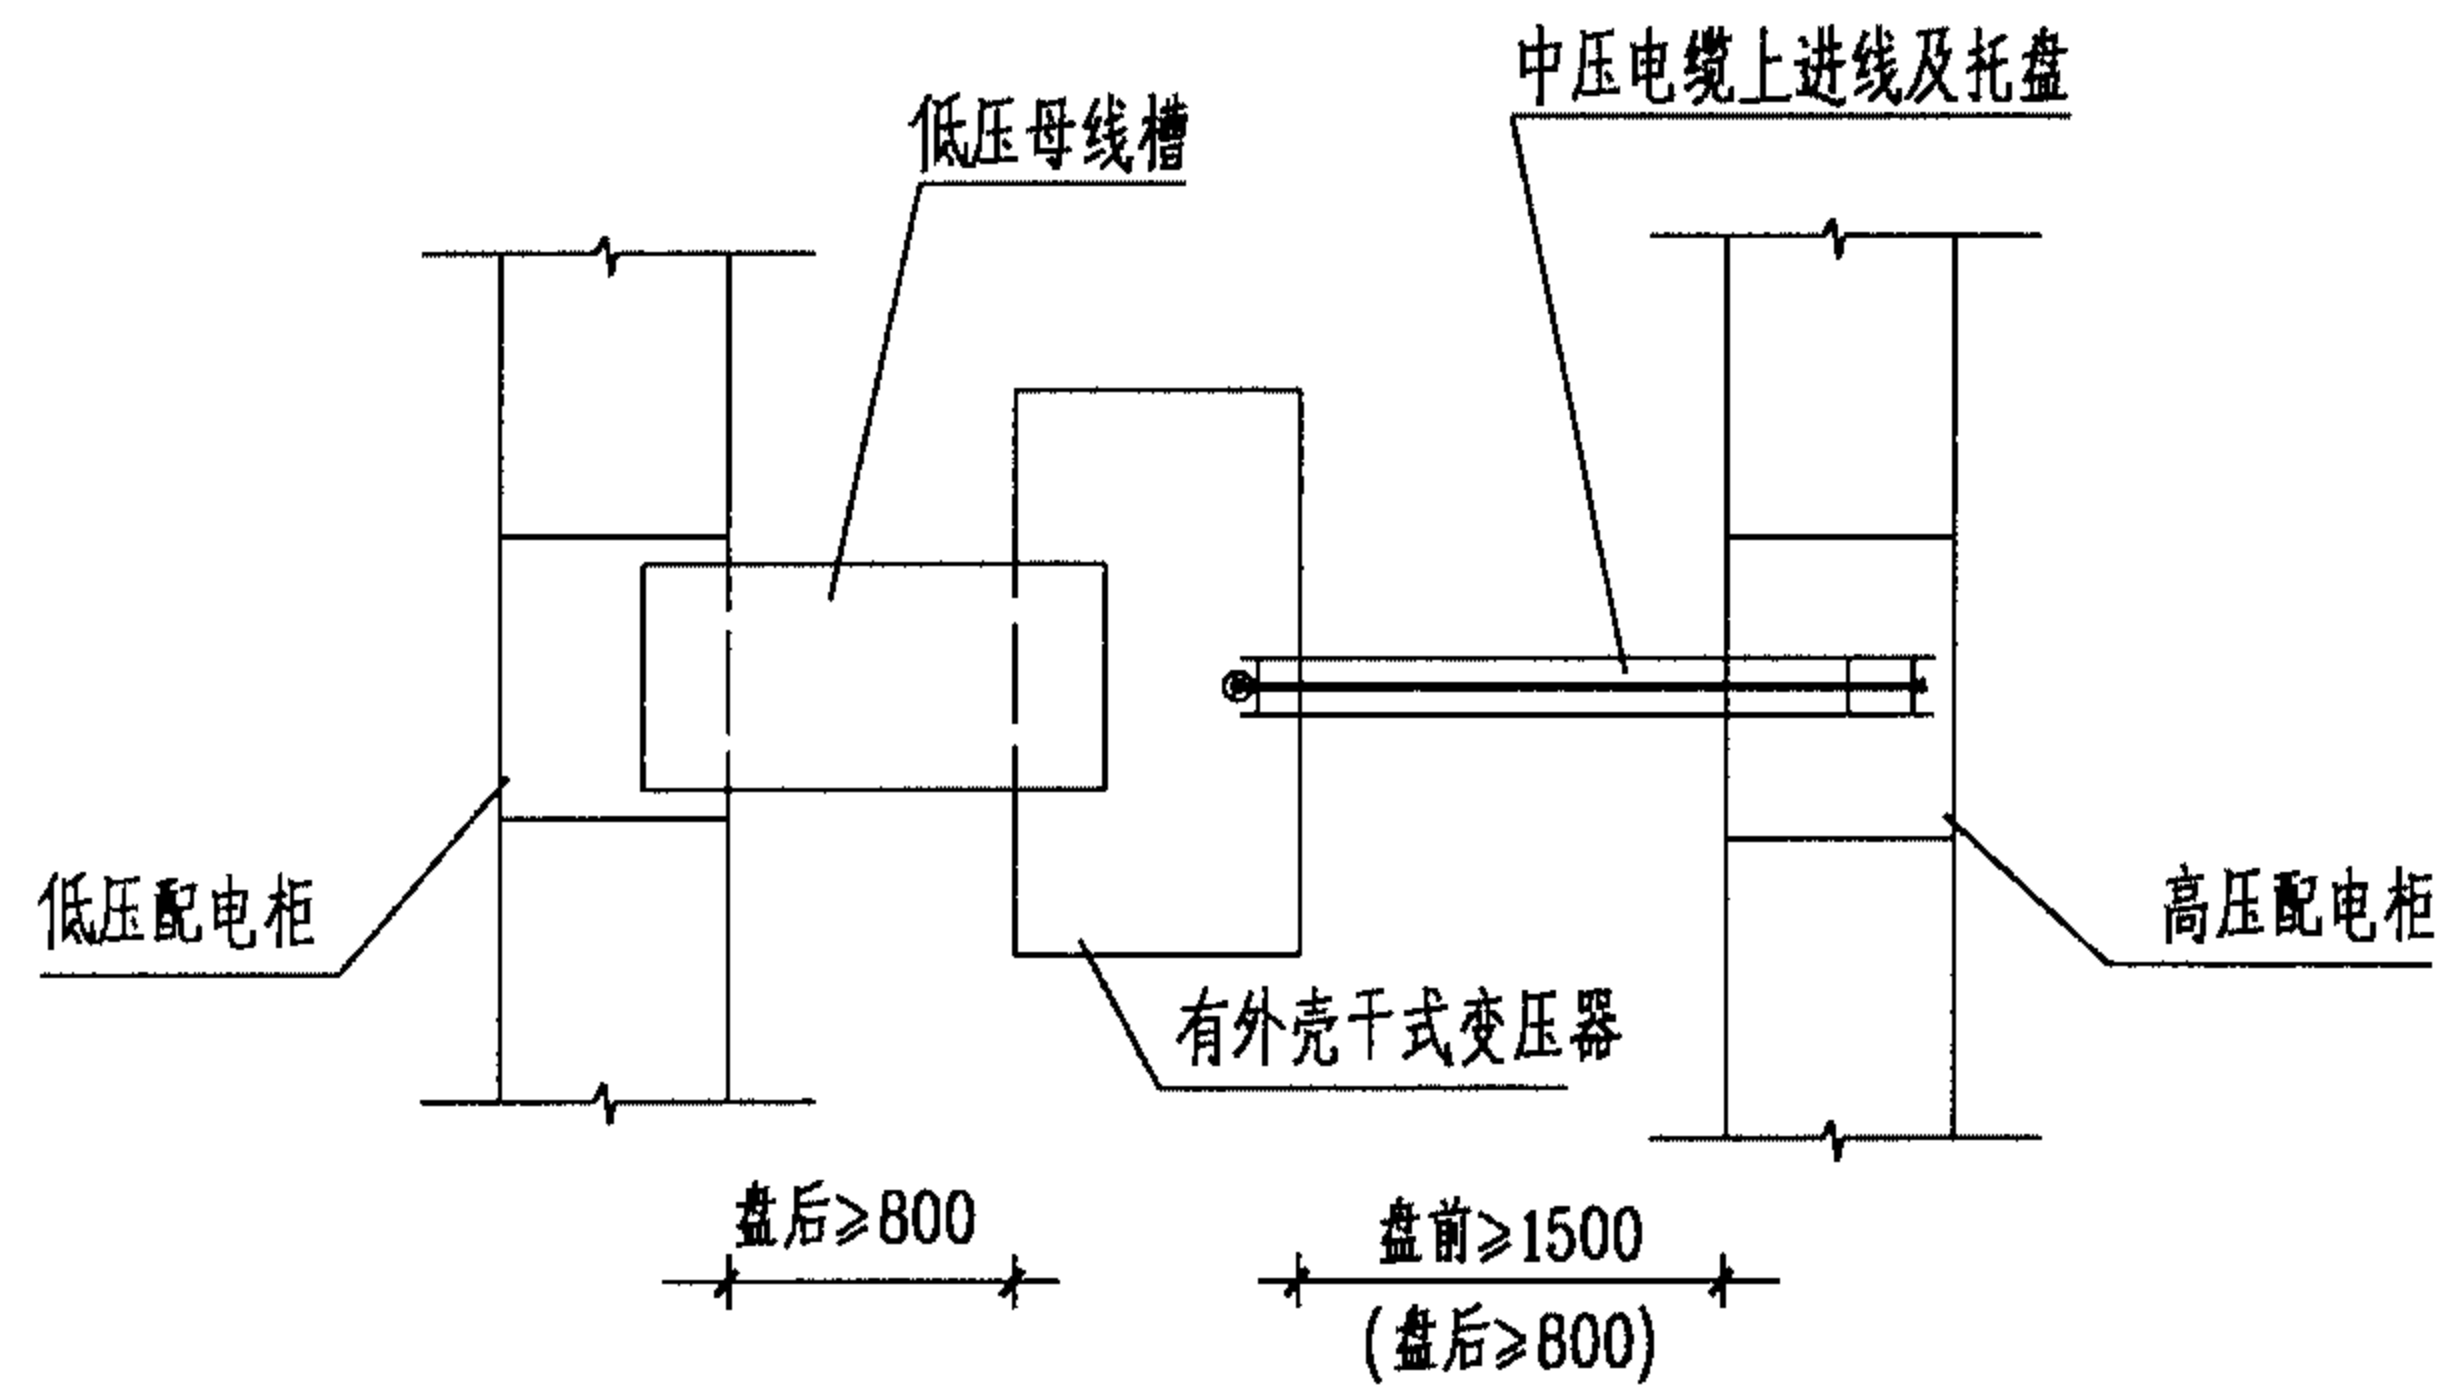 中压电缆上进线及托盘
低压母线槽
低压配电柜
高压配电柜
有外壳干式变压器
盘后≥800
盘前≥1500
(盘后≥800)